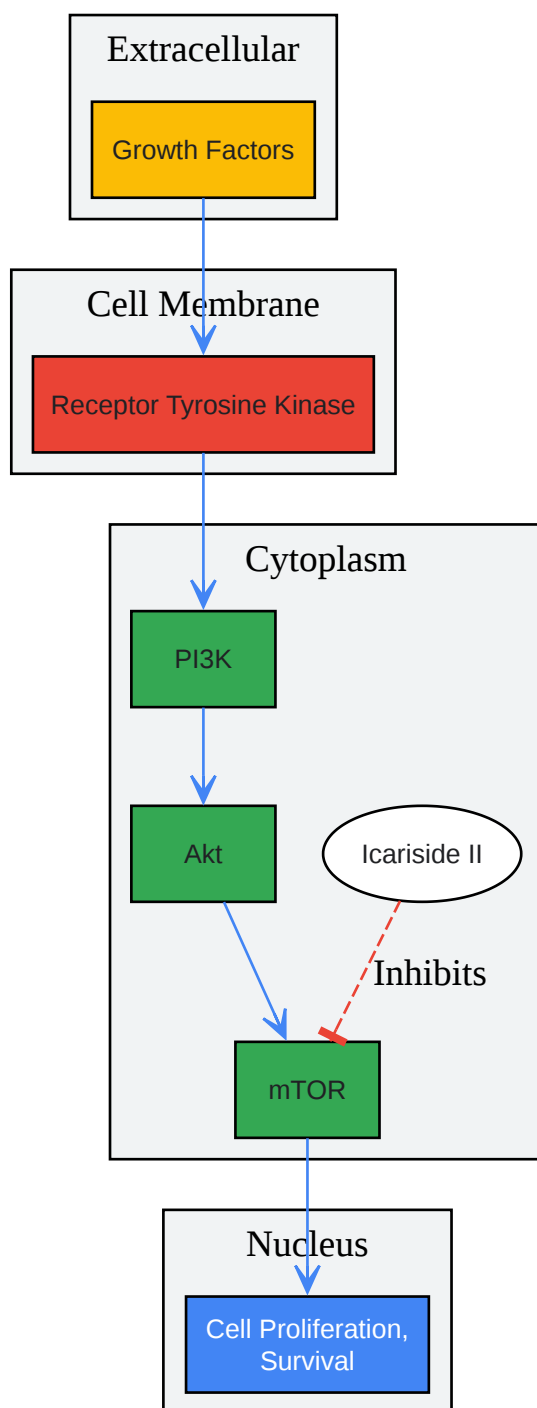 Extracellular
Growth Factors
Cell Membrane
Receptor Tyrosine Kinase
Cytoplasm
PI3K
Akt
Icariside II
Inhibits
mTOR
Nucleus
Cell Proliferation,
Survival